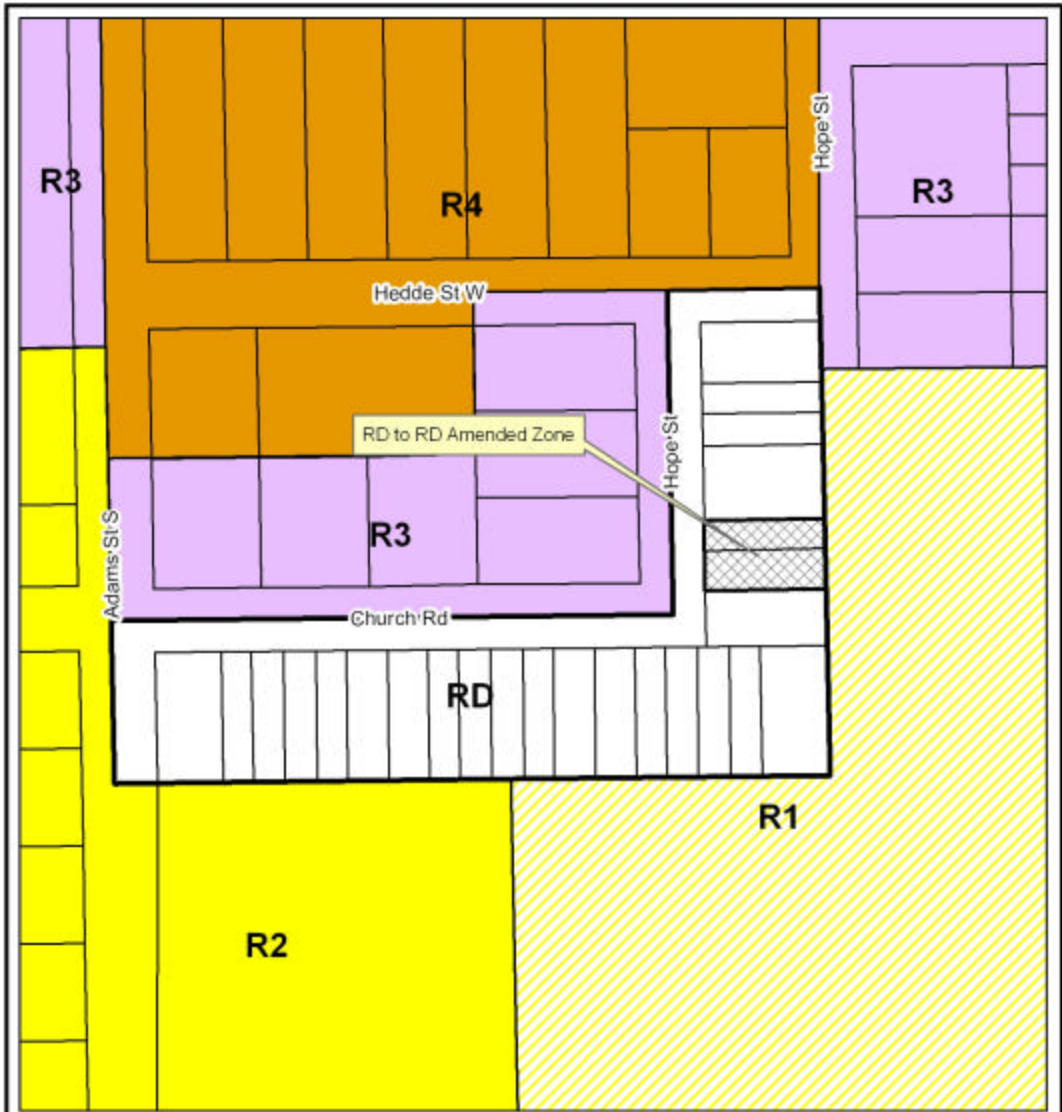 Hope St
R3
R4
R3
Hedde St W
RD to RD Amended Zone
Hope St
R3
Adams St S
Church Rd
RD
R1
R2